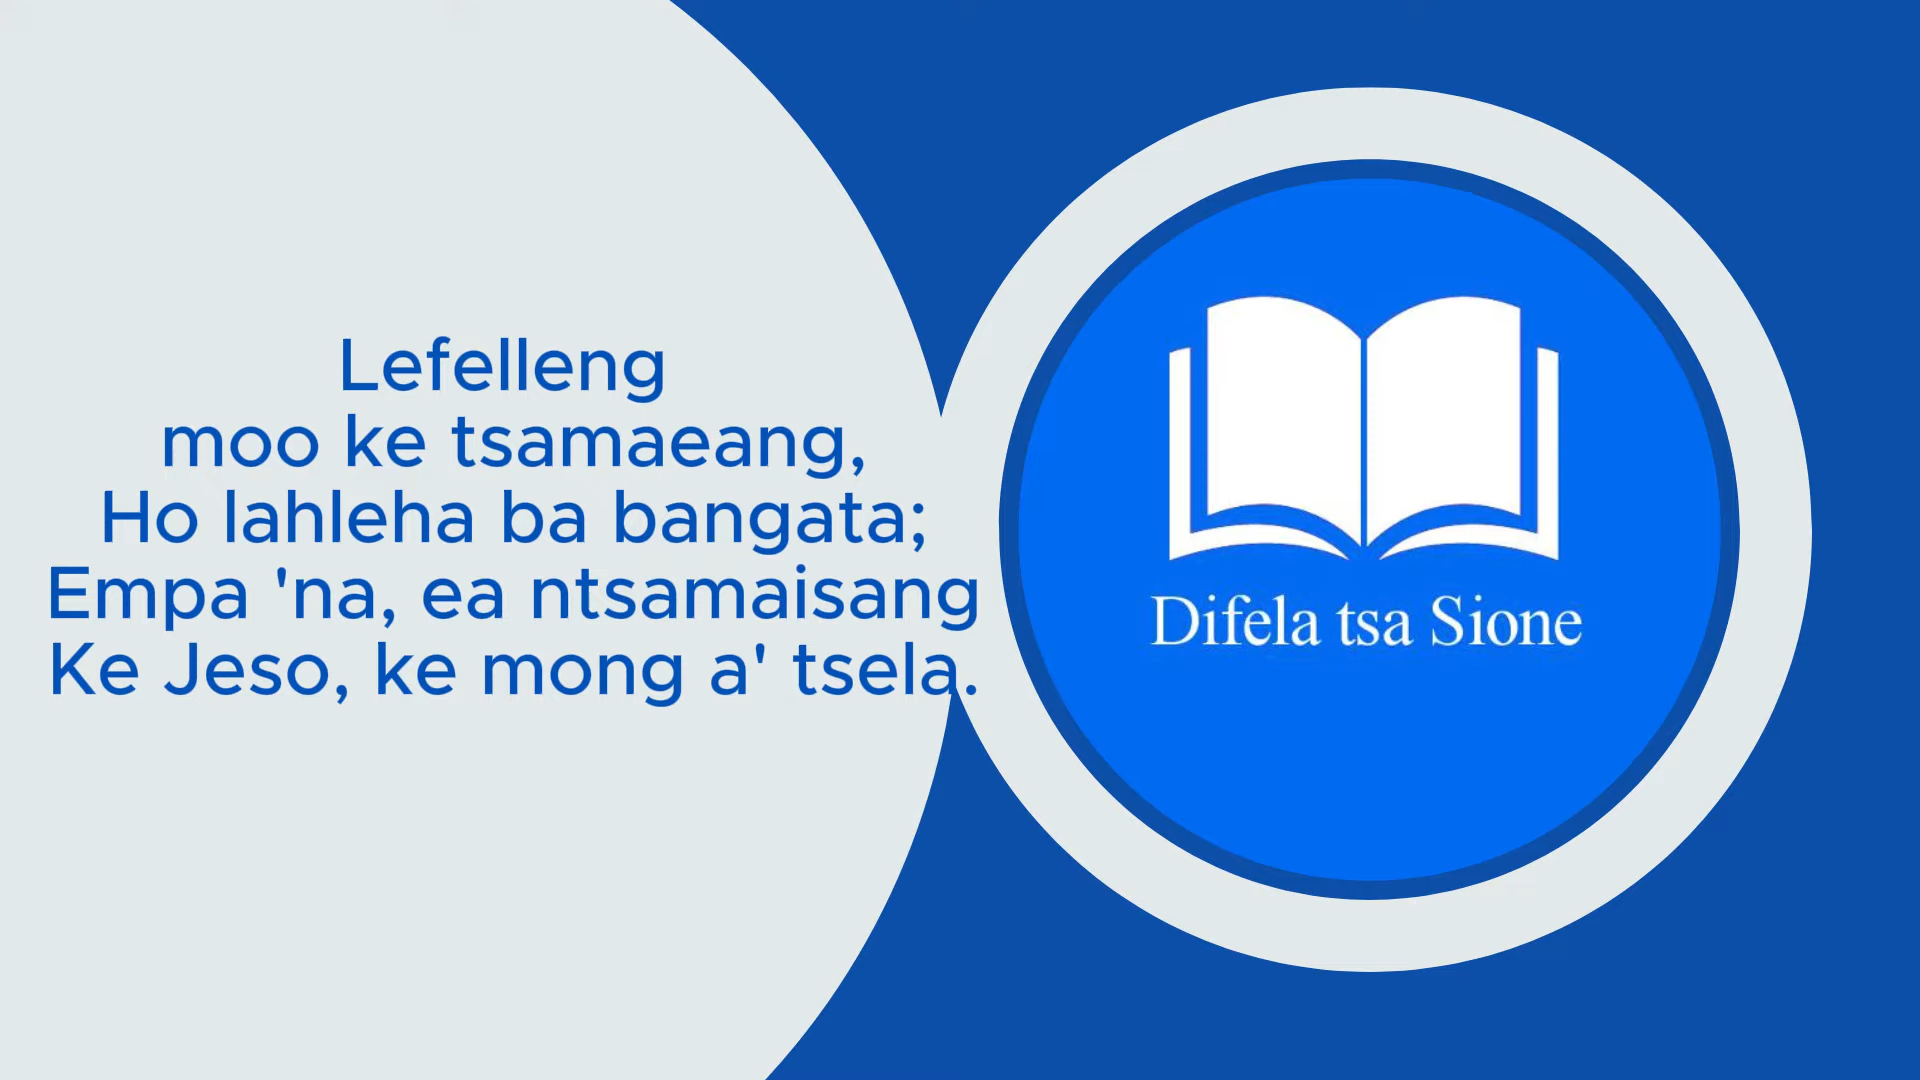 Lefelleng
moo ke tsamaeang,
Ho lahleha ba bangata;
Empa 'na, ea ntsamaisang
Ke Jeso, ke mong a' tsela.
Difela tsa Sione